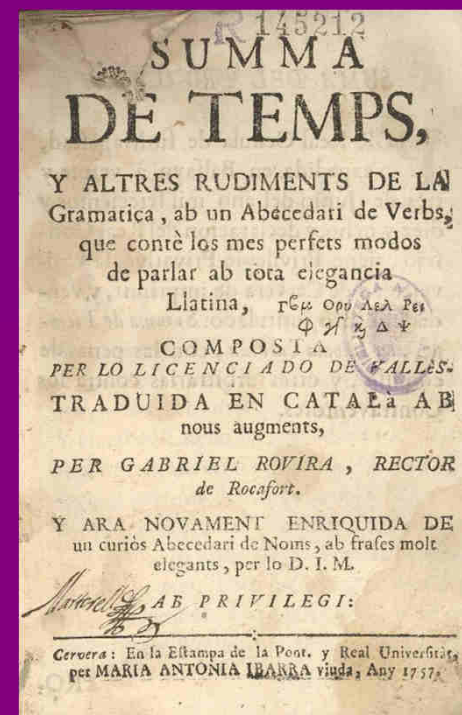 R 145212
SUMMA
DE TEMPS,
Y ALTRES RUDIMENTS DE LA
Gramatica, ab un Abecedari de Verbs,
que contè los mes perfets modos
de parlar ab tota elegancia
Llatina,
COMPOSTA
PER LO LICENCIADO DE VALLès.
TRADUIDA EN CATALà AB
nous augments,
PER GABRIEL ROVIRA, RECTOR
de Rocafort.
Y ARA NOVAMENT ENRIQUIDA DE
un curiòs Abecedari de Noms, ab frases molt
elegants, per lo D. I. M.
AB PRIVILEGI:
Cervera: En la Estampa de la Pont. y Real Universitàt,
per MARIA ANTONIA IBARRA viuda, Any 1757.